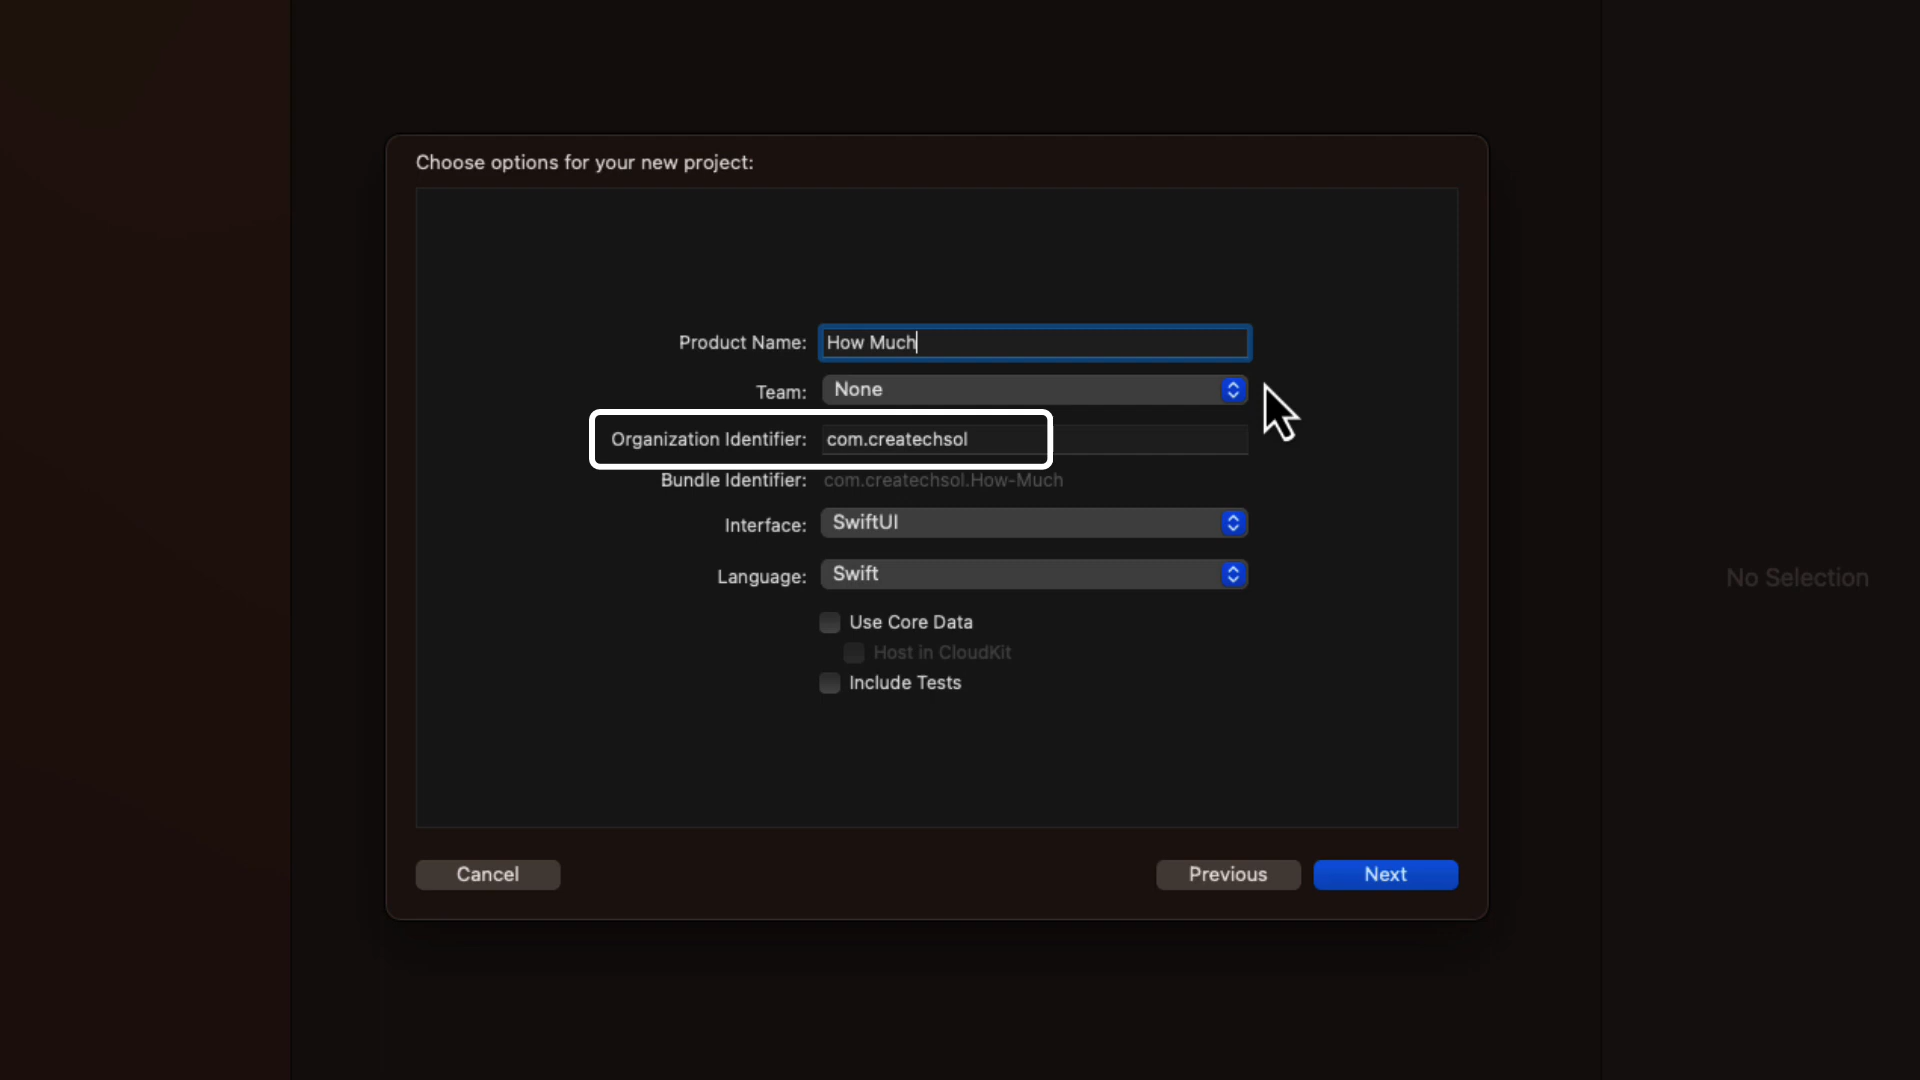 Choose options for your new project:
Product Name: How Much
Team: None
Organization Identifier: com.createchsol
Bundle Identifier: com.createchsol.How-Much
Interface: SwiftUI
Language: Swift
Use Core Data
Host in CloudKit
Include Tests
No Selection
Cancel Previous Next